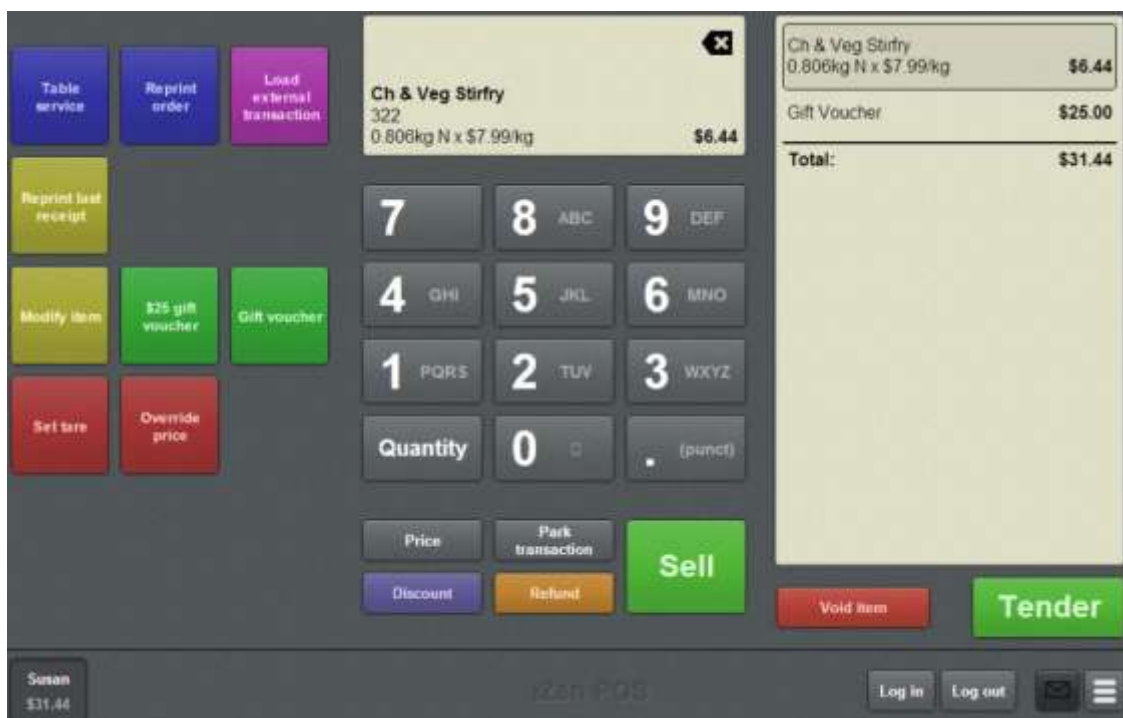 Table
service
Reprint
order
Load
external
transaction
Reprint last
receipt
Modify item
$25 gift
voucher
Gift voucher
Set tare
Override
price
Ch & Veg Stirfry
322
0.806kg N x $7.99/kg $6.44
7
8 ABC
9 DEF
4 GHI
5 JKL
6 MNO
1 PQRS
2 TUV
3 WXYZ
Quantity
0
. (punct)
Price
Park
transaction
Discount
Refund
Sell
Ch & Veg Stirfry
0.806kg N x $7.99/kg $6.44
Gift Voucher $25.00
Total: $31.44
Void item
Tender
Susan
$31.44
Log in
Log out